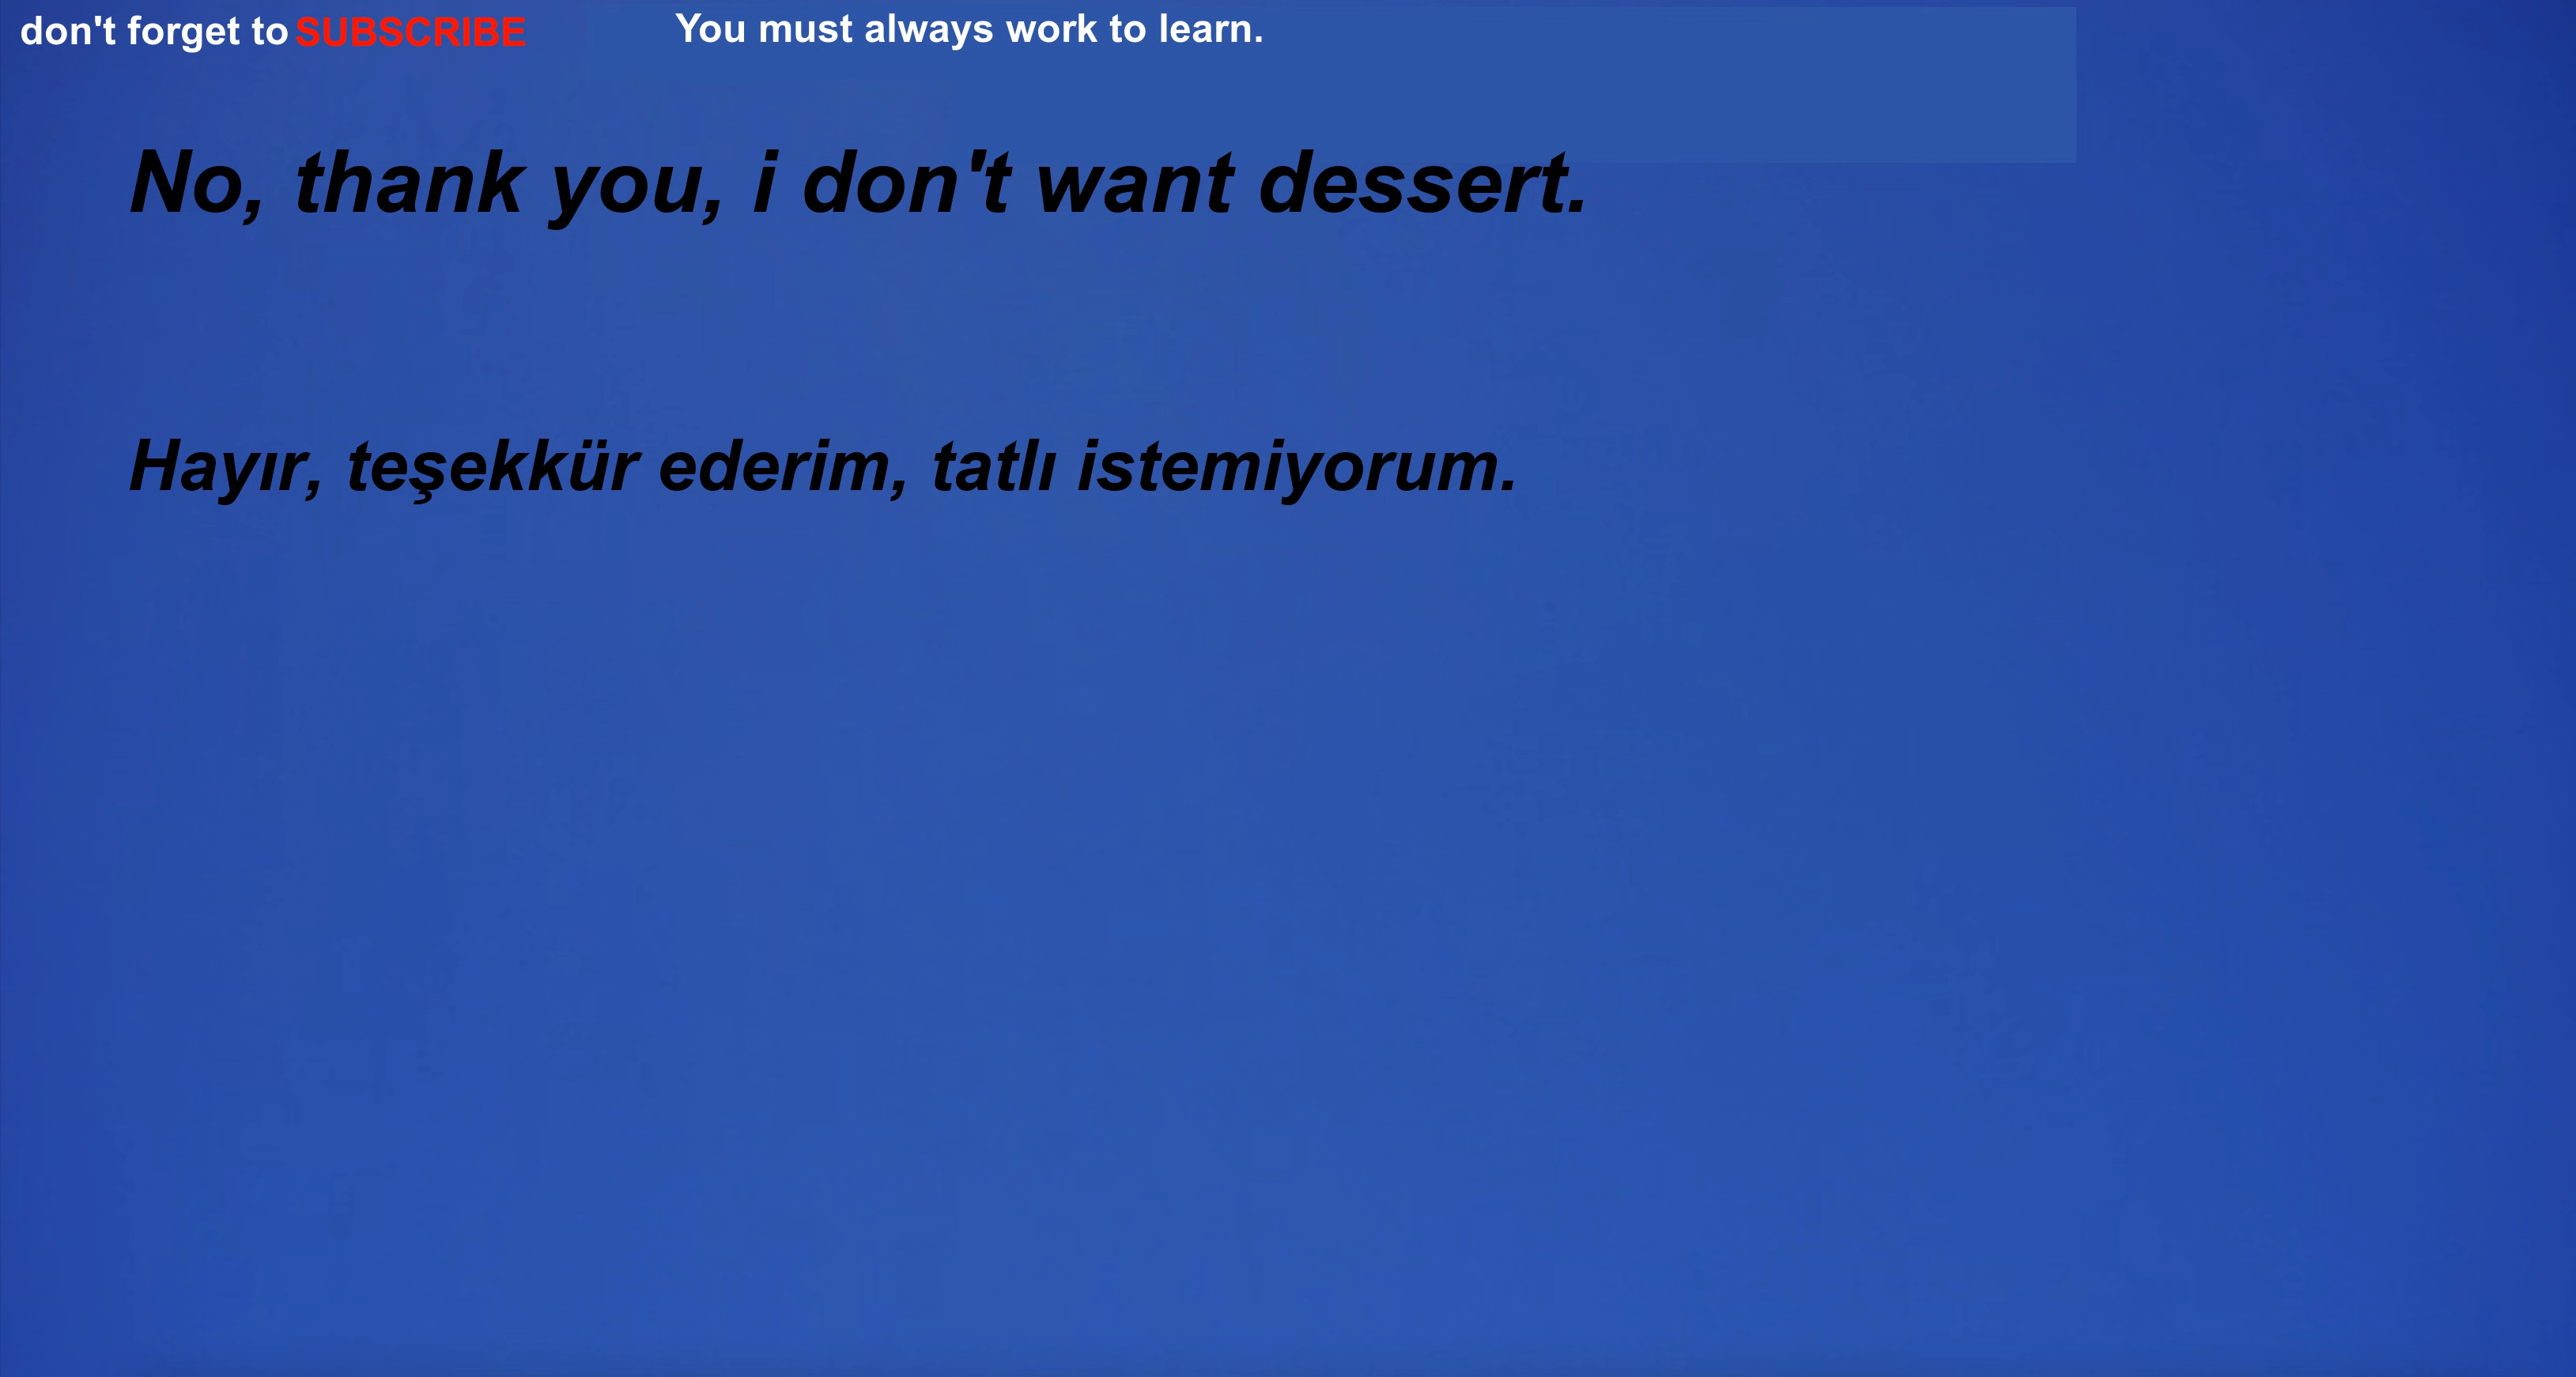 don't forget to SUBSCRIBE
You must always work to learn.
No, thank you, i don't want dessert.
Hayır, teşekkür ederim, tatlı istemiyorum.